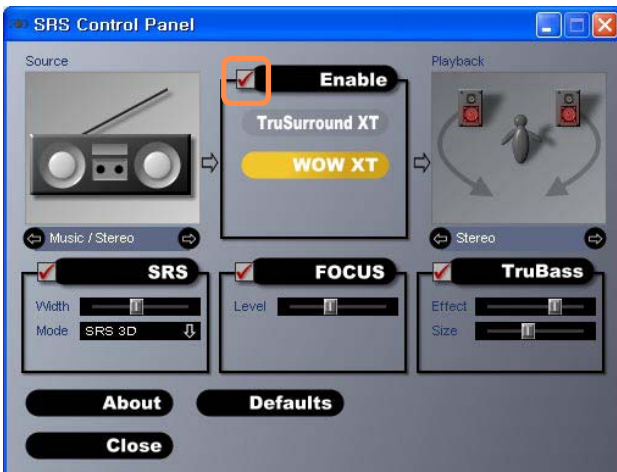 SRS Control Panel
Source
Enable
Playback
TruSurround XT
WOW XT
Music / Stereo
Stereo
SRS
FOCUS
TruBass
Width
Level
Effect
Mode
SRS 3D
Size
About
Defaults
Close